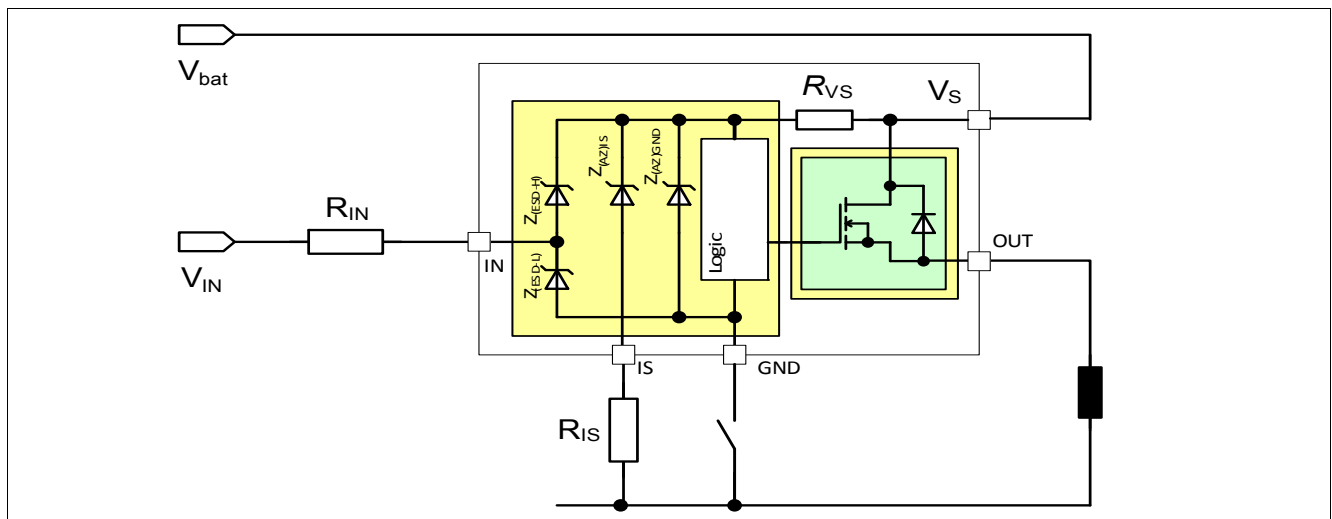 Vbat
RVS
VS
Z(AZ)IS
Z(AZ)GND
Z(ESD-H)
RIN
Logic
OUT
IN
Z(ESD-L)
VIN
IS
GND
RIS